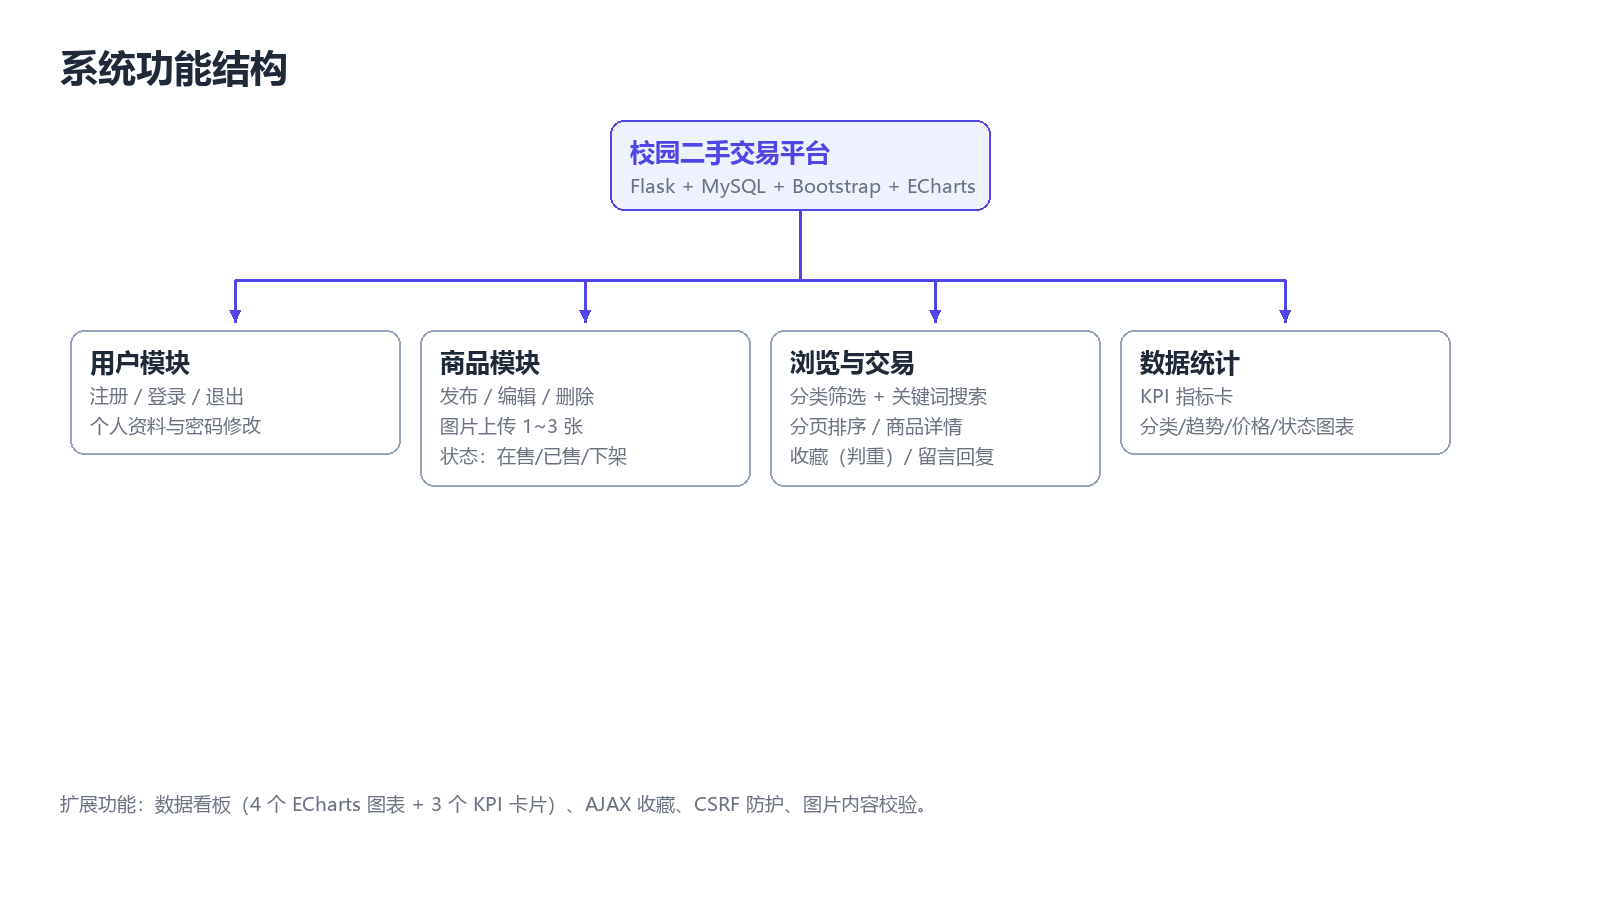 系统功能结构
校园二手交易平台
Flask + MySQL + Bootstrap + ECharts
用户模块
注册 / 登录 / 退出
个人资料与密码修改
商品模块
发布 / 编辑 / 删除
图片上传 1~3 张
状态：在售/已售/下架
浏览与交易
分类筛选 + 关键词搜索
分页排序 / 商品详情
收藏（判重）/ 留言回复
数据统计
KPI 指标卡
分类/趋势/价格/状态图表
扩展功能：数据看板（4 个 ECharts 图表 + 3 个 KPI 卡片）、AJAX 收藏、CSRF 防护、图片内容校验。